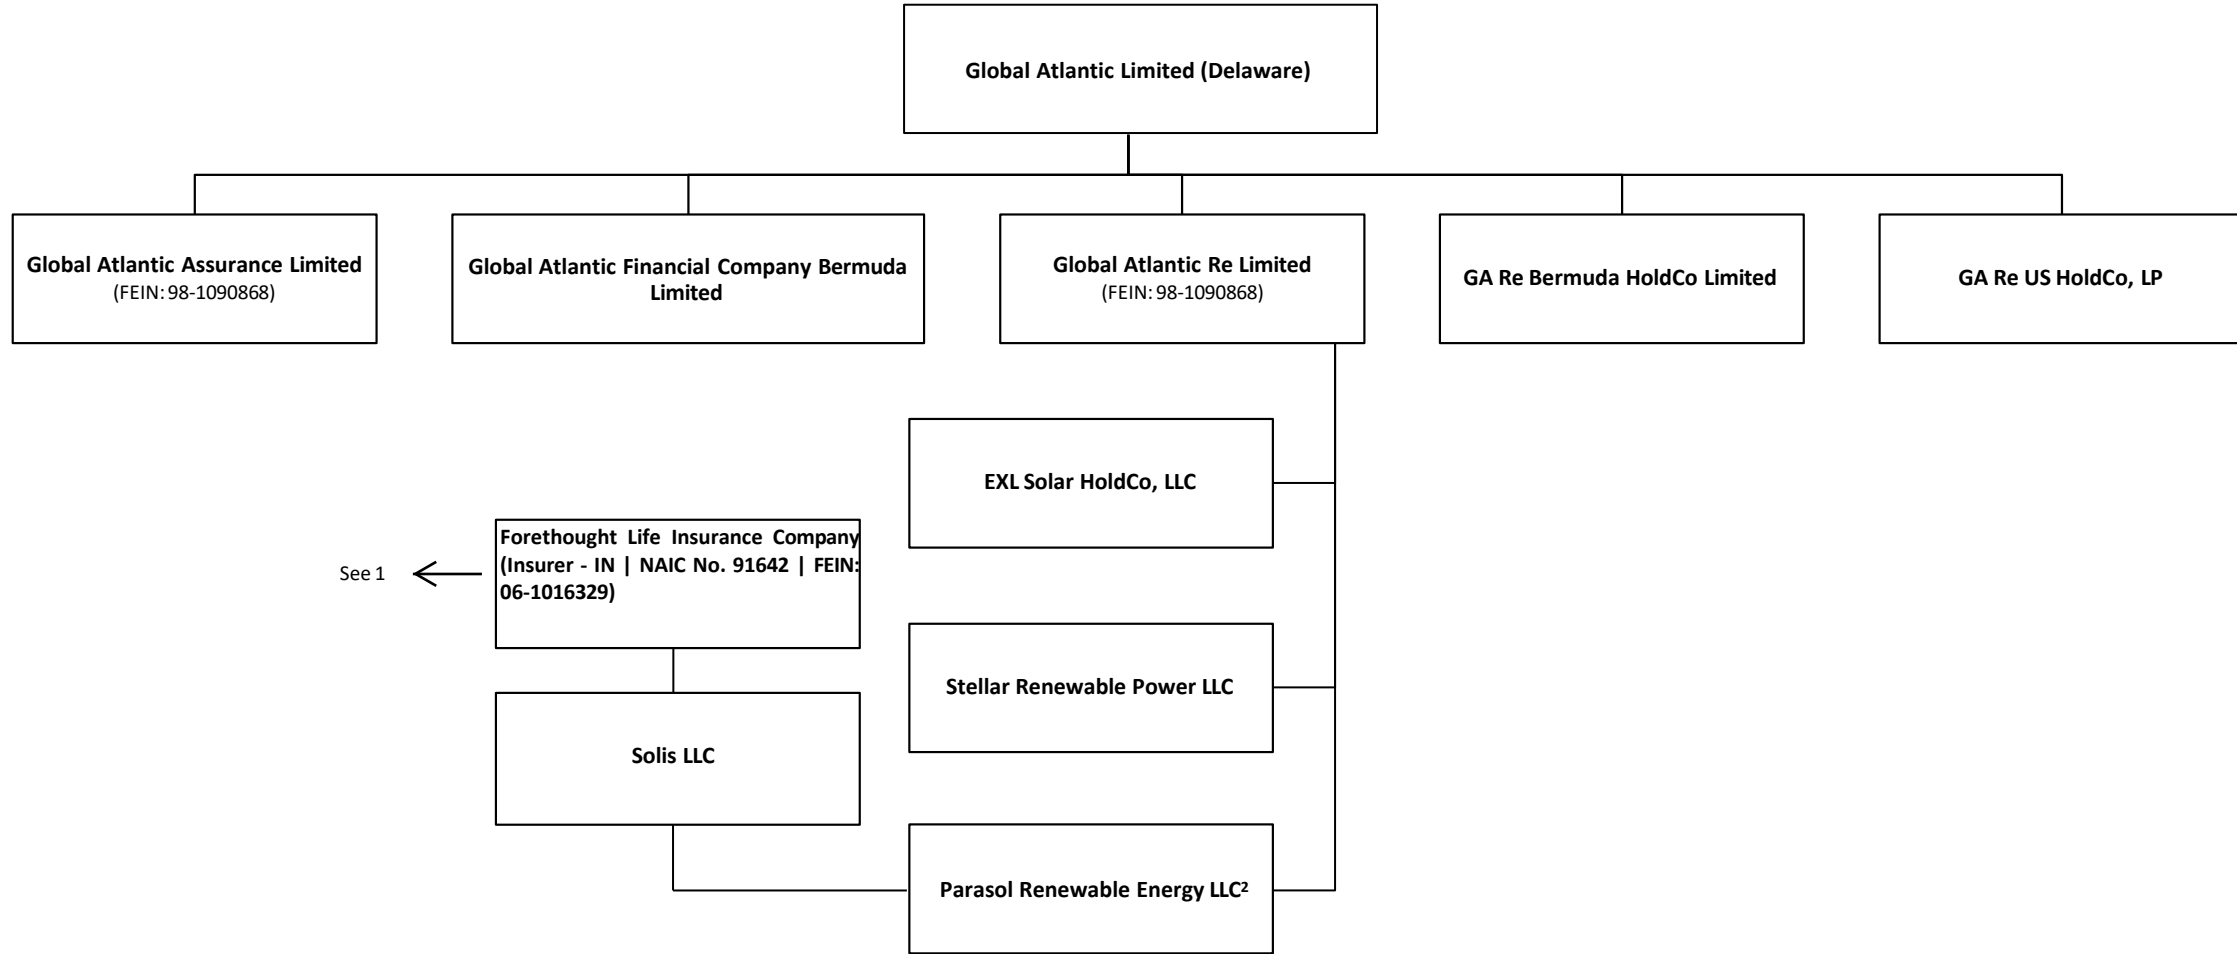 Global Atlantic Limited (Delaware)
Global Atlantic Assurance Limited
(FEIN: 98-1090868)
Global Atlantic Financial Company Bermuda
Limited
Global Atlantic Re Limited
(FEIN: 98-1090868)
GA Re Bermuda HoldCo Limited
GA Re US HoldCo, LP
EXL Solar HoldCo, LLC
See 1
Forethought Life Insurance Company
(Insurer - IN | NAIC No. 91642 | FEIN:
06-1016329)
Stellar Renewable Power LLC
Solis LLC
Parasol Renewable Energy LLC²